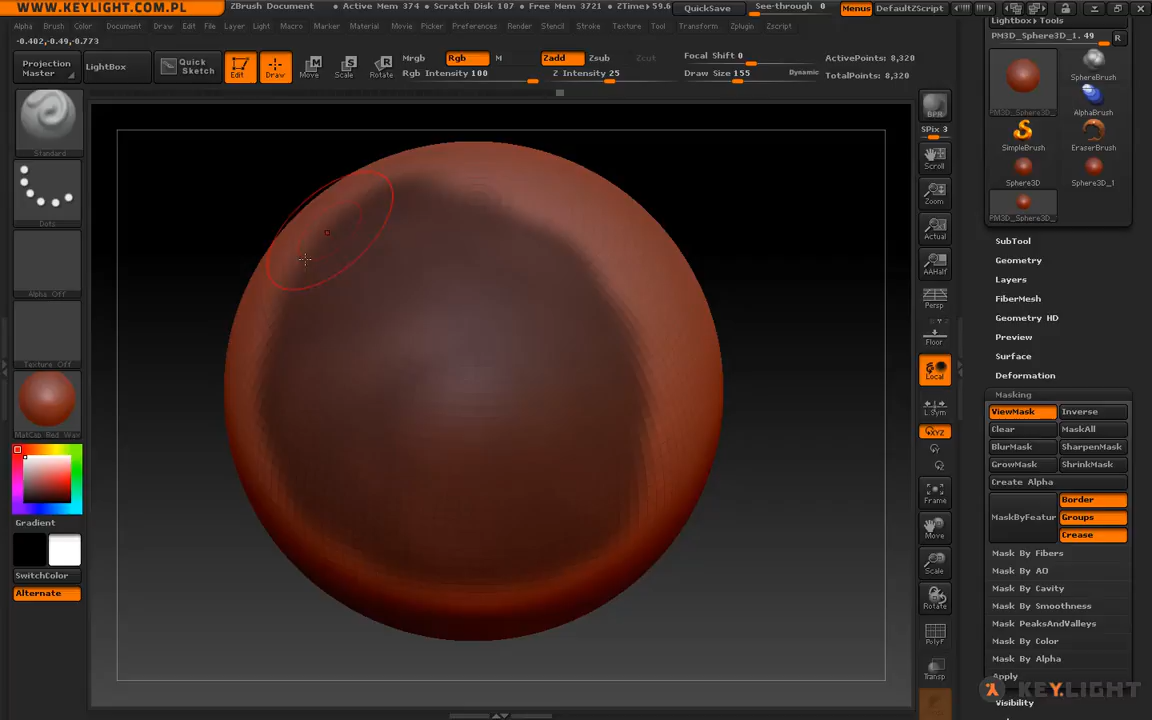 WWW.KEYLIGHT.COM.PL
ZBrush Document
• Active Mem 374 • Scratch Disk 107 • Free Mem 3721 • ZTime▸59.6
QuickSave
See-through 0
Menus
DefaultZScript
Alpha Brush Color Document Draw Edit File Layer Light Macro Marker Material Movie Picker Preferences Render Stencil Stroke Texture Tool Transform Zplugin Zscript
-0.402,-0.49,-0.773
Projection
Master
LightBox
Quick
Sketch
Edit
Draw
Move
Scale
Rotate
Mrgb
Rgb
M
Rgb Intensity 100
Zadd
Zsub
Zcut
Z Intensity 25
Focal Shift 0
Draw Size 155
Dynamic
ActivePoints: 8,320
TotalPoints: 8,320
Standard
Dots
Alpha Off
Texture Off
MatCap Red Wax
Gradient
SwitchColor
Alternate
BPR
SPix 3
Scroll
Zoom
Actual
AAHalf
Persp
Floor
Local
L.Sym
XYZ
Frame
Move
Scale
Rotate
PolyF
Transp
Lightbox▸ Tools
PM3D_Sphere3D_1. 49
R
PM3D_Sphere3D_
SphereBrush
AlphaBrush
SimpleBrush
EraserBrush
Sphere3D
Sphere3D_1
PM3D_Sphere3D_
SubTool
Geometry
Layers
FiberMesh
Geometry HD
Preview
Surface
Deformation
Masking
ViewMask
Inverse
Clear
MaskAll
BlurMask
SharpenMask
GrowMask
ShrinkMask
Create Alpha
MaskByFeatur
Border
Groups
Crease
Mask By Fibers
Mask By AO
Mask By Cavity
Mask By Smoothness
Mask PeaksAndValleys
Mask By Color
Mask By Alpha
Apply
KEYLIGHT
Visibility